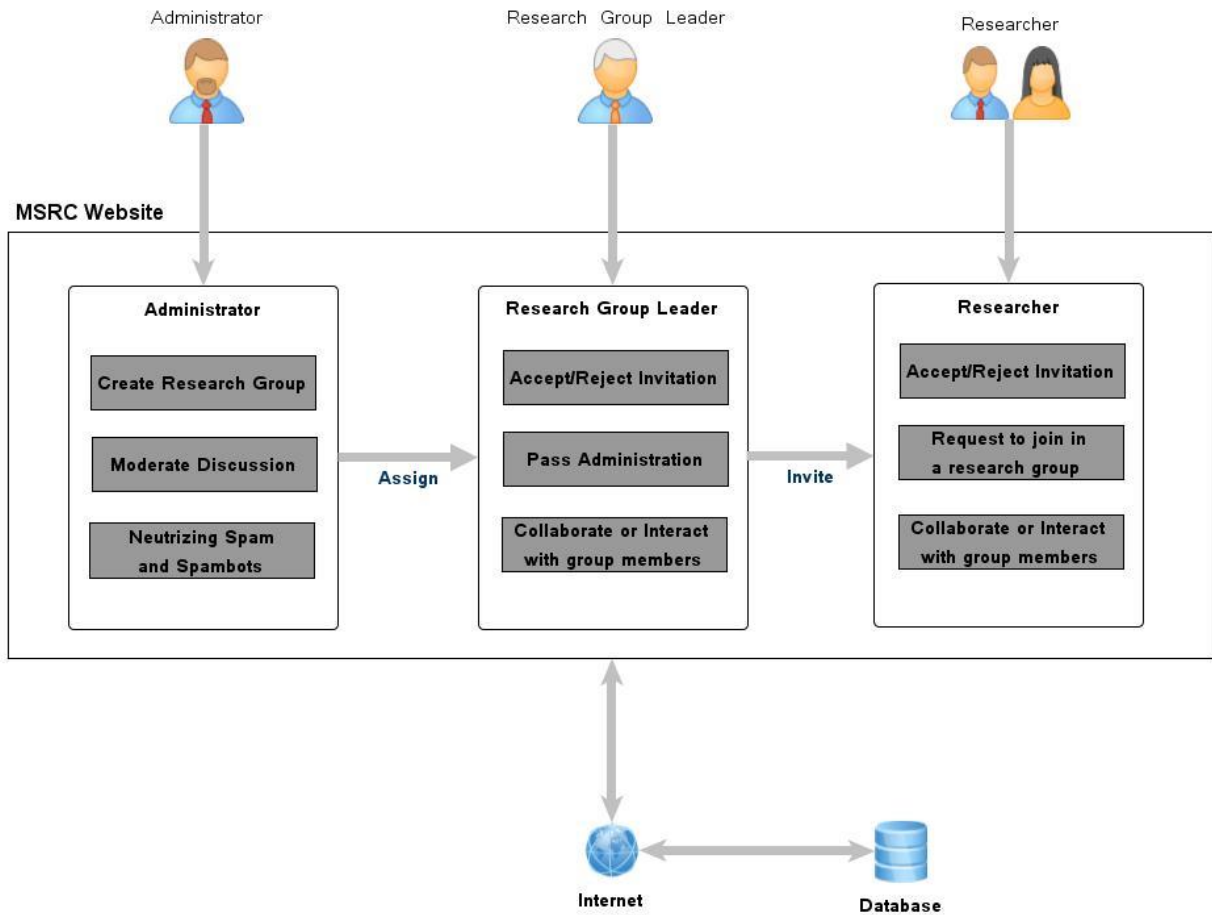 Administrator
Research Group Leader
Researcher
MSRC Website
Administrator
Create Research Group
Moderate Discussion
Neutrizing Spam
and Spambots
Assign
Research Group Leader
Accept/Reject Invitation
Pass Administration
Collaborate or Interact
with group members
Invite
Researcher
Accept/Reject Invitation
Request to join in
a research group
Collaborate or Interact
with group members
Internet
Database